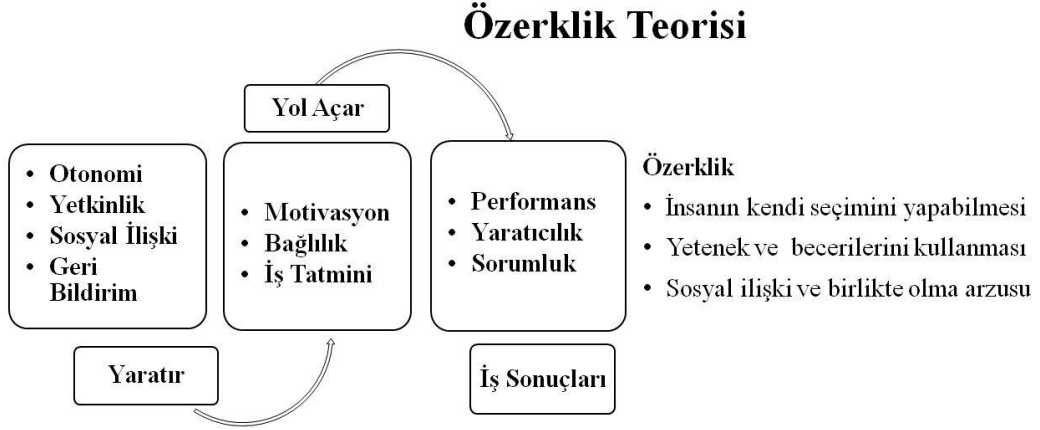 Özerklik Teorisi
Yol Açar
• Otonomi
• Yetkinlik
• Sosyal İlişki
• Geri
Bildirim
Yaratır
• Motivasyon
• Bağlılık
• İş Tatmini
• Performans
• Yaratıcılık
• Sorumluk
İş Sonuçları
Özerklik
• İnsanın kendi seçimini yapabilmesi
• Yetenek ve becerilerini kullanması
• Sosyal ilişki ve birlikte olma arzusu